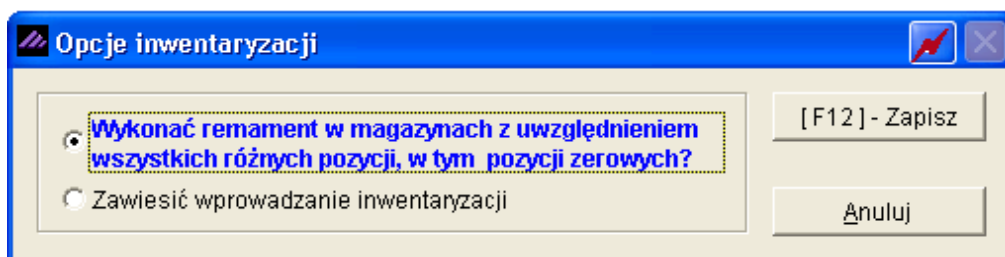 Opcje inwentaryzacji
Wykonać remament w magazynach z uwzględnieniem
wszystkich różnych pozycji, w tym pozycji zerowych?
Zawiesić wprowadzanie inwentaryzacji
[ F12 ] - Zapisz
Anuluj